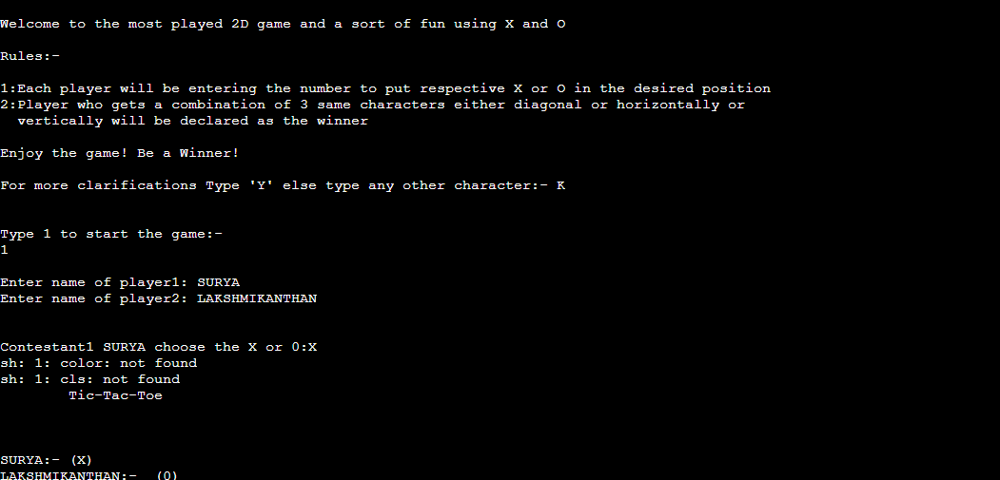 Welcome to the most played 2D game and a sort of fun using X and O
Rules:-
1:Each player will be entering the number to put respective X or O in the desired position
2:Player who gets a combination of 3 same characters either diagonal or horizontally or
vertically will be declared as the winner
Enjoy the game! Be a Winner!
For more clarifications Type 'Y' else type any other character:- K
Type 1 to start the game:-
1
Enter name of player1: SURYA
Enter name of player2: LAKSHMIKANTHAN
Contestant1 SURYA choose the X or 0:X
sh: 1: color: not found
sh: 1: cls: not found
Tic-Tac-Toe
SURYA:- (X)
LAKSHMIKANTHAN:-  (0)